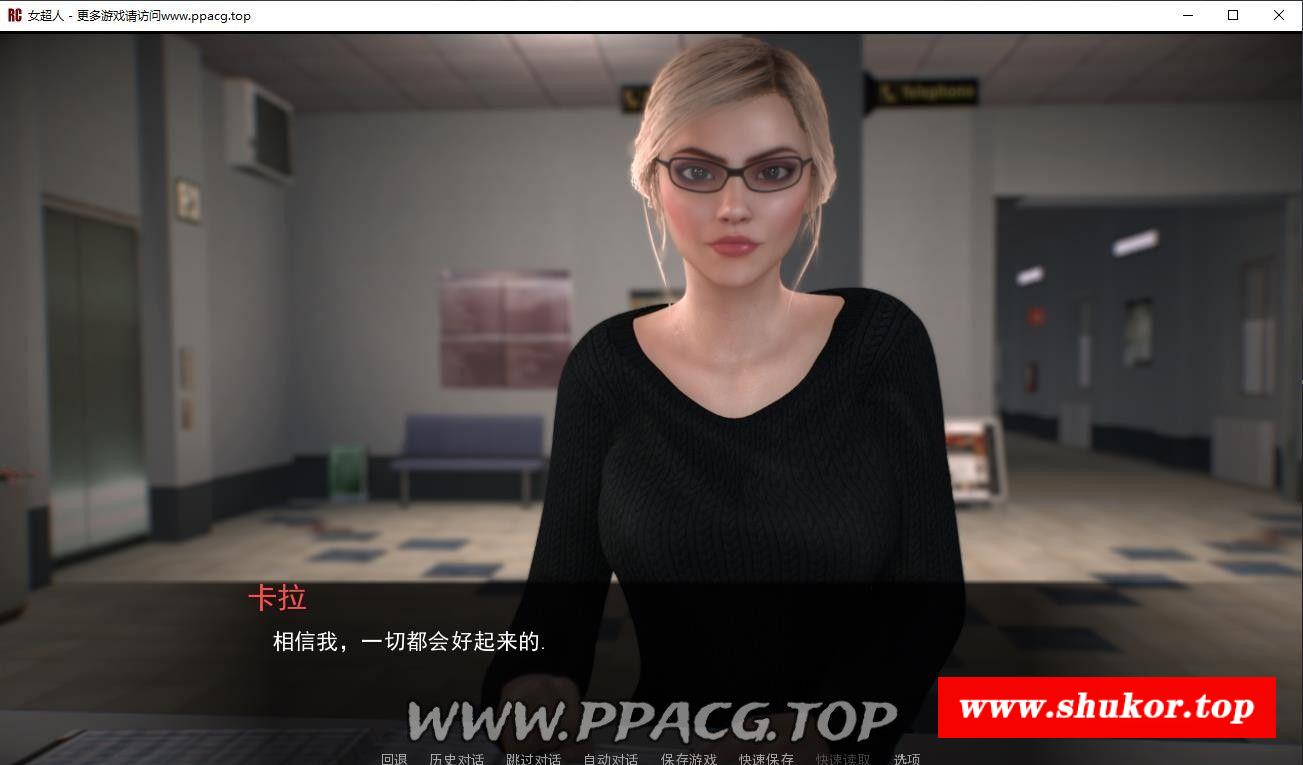 RC 女超人 - 更多游戏请访问www.ppacg.top
Telephone
卡拉
相信我，一切都会好起来的.
WWW.PPACG.TOP
www.shukor.top
回退 历史对话 跳过对话 自动对话 保存游戏 快速保存 快速读取 选项